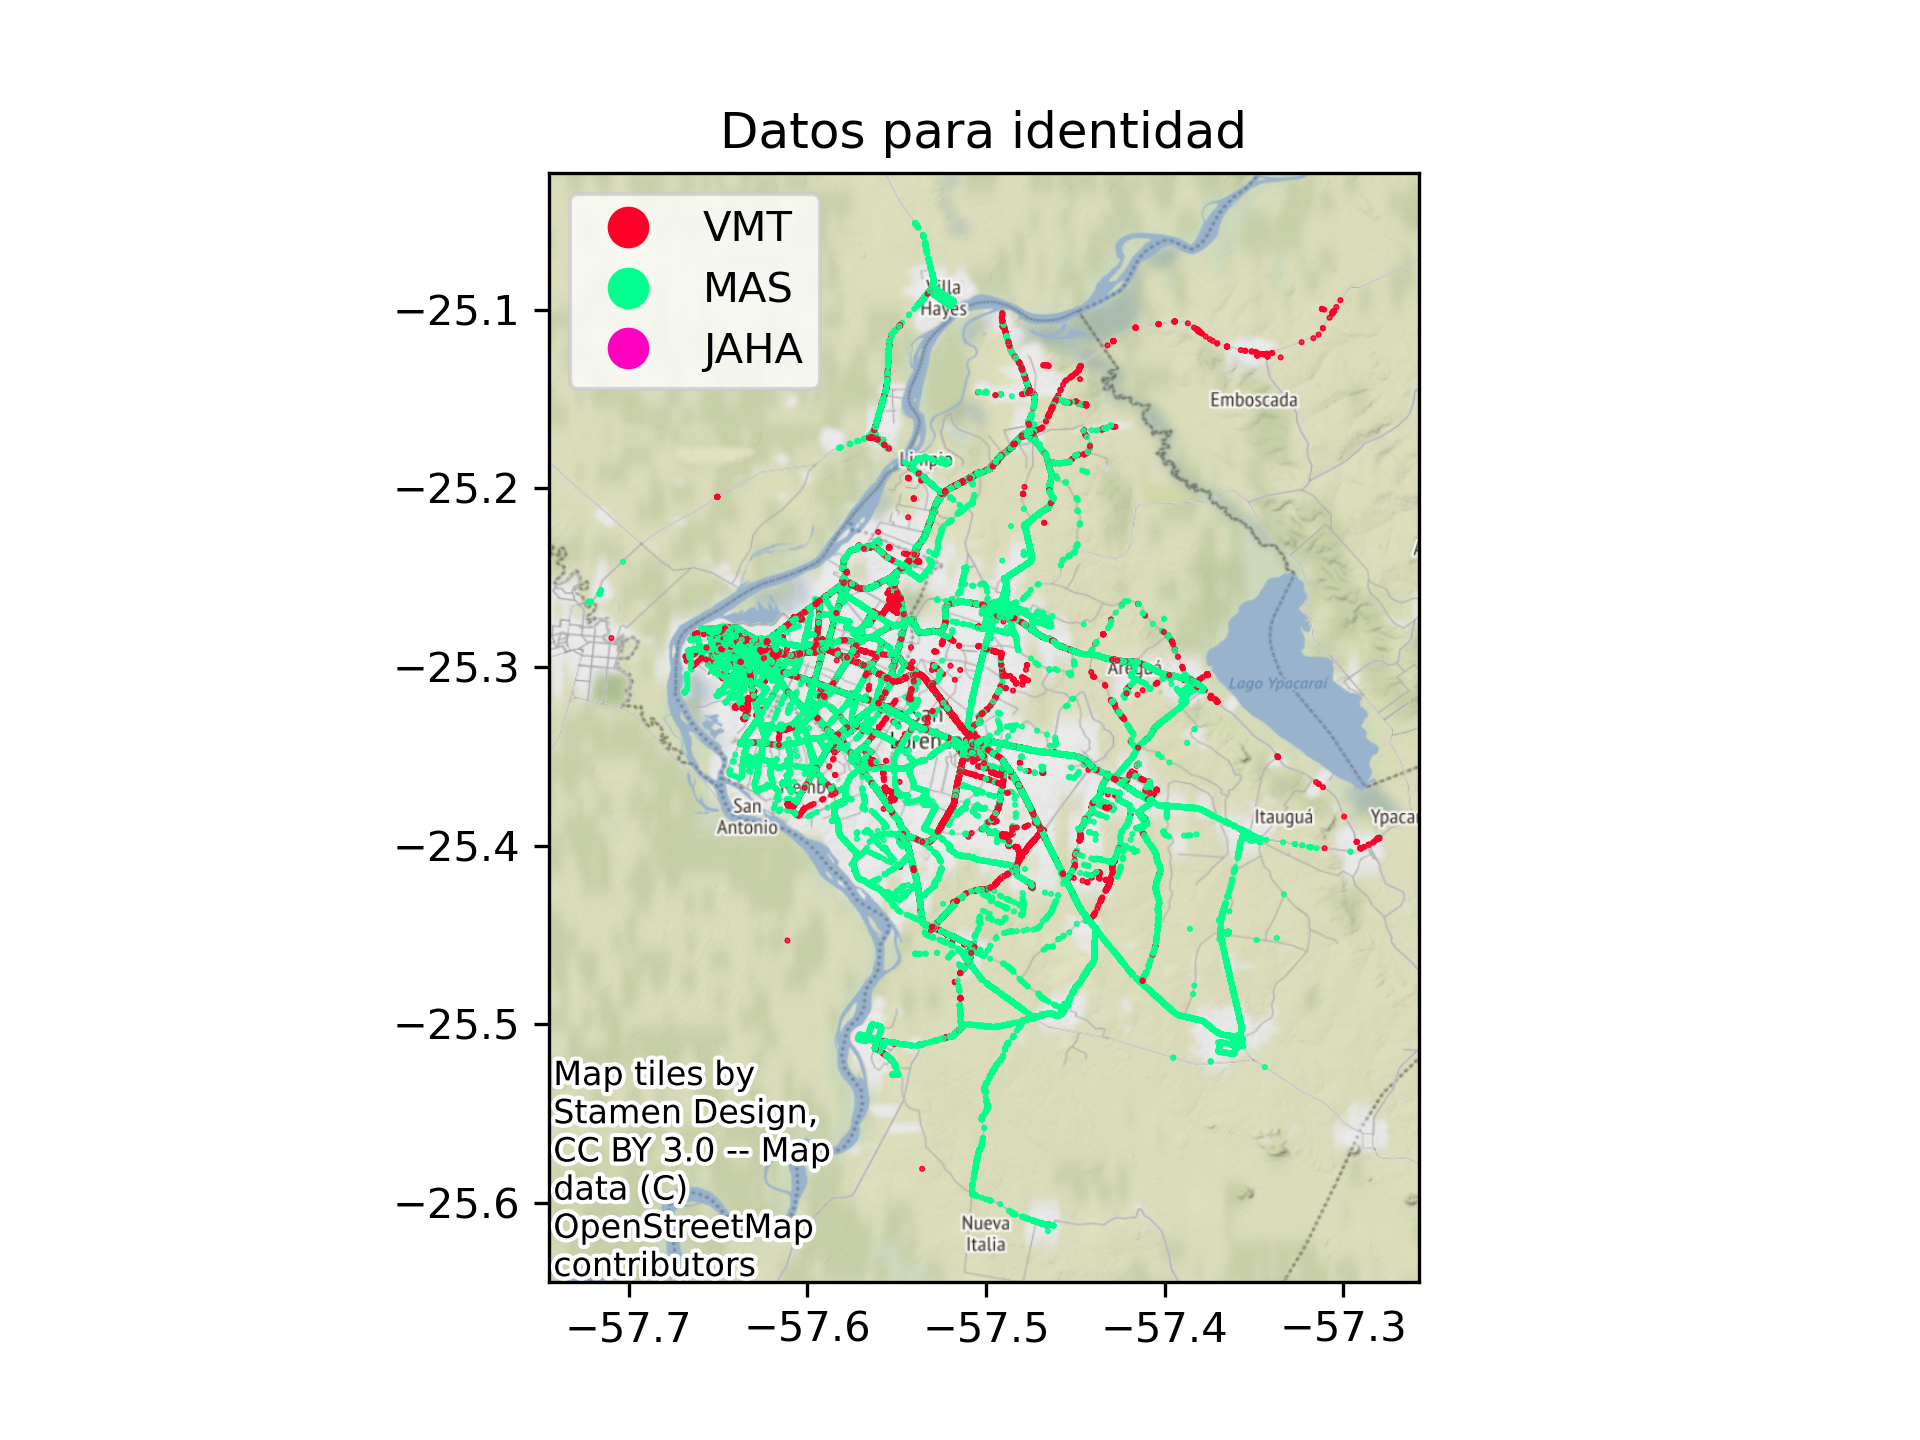 Datos para identidad
VMT
MAS
JAHA
−25.1
−25.2
−25.3
−25.4
−25.5
−25.6
−57.7
−57.6
−57.5
−57.4
−57.3
Villa
Hayes
Emboscada
Limpio
Areguá
Lago Ypacaraí
San
Loren
San
Antonio
Itauguá
Ypacar
Nueva
Italia
Map tiles by
Stamen Design,
CC BY 3.0 -- Map
data (C)
OpenStreetMap
contributors